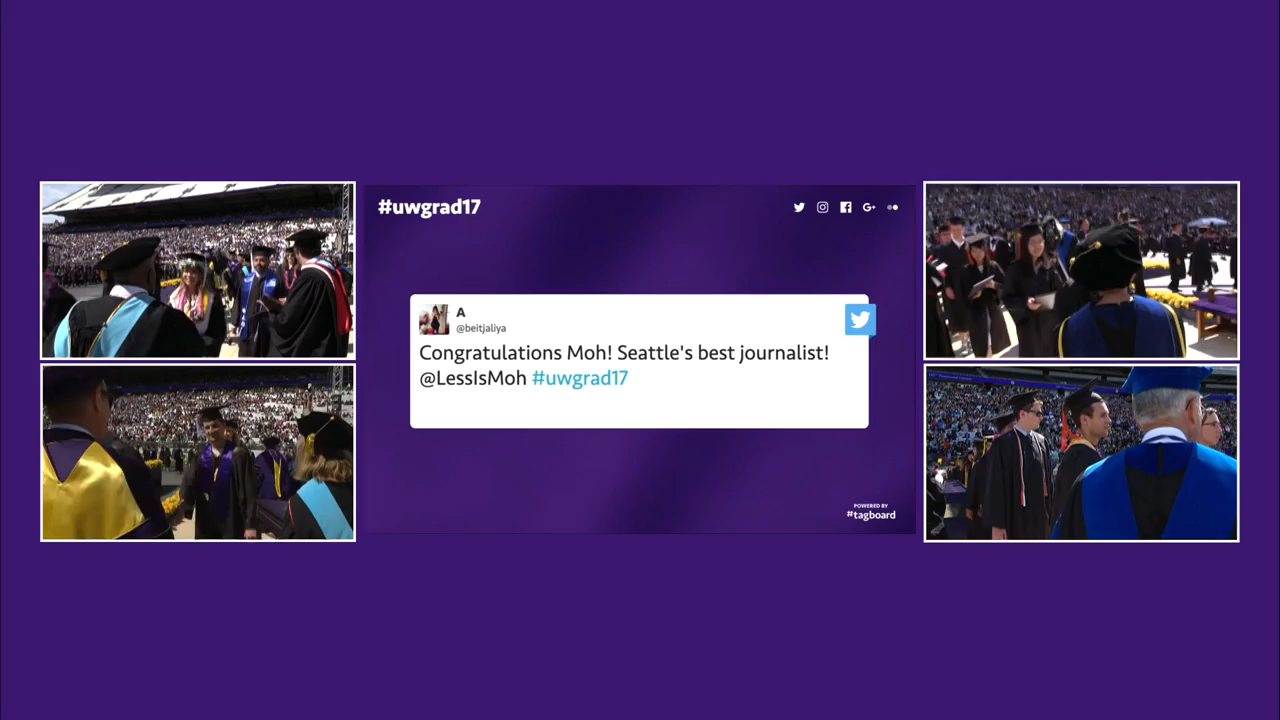 #uwgrad17
A
@beitjaliya
Congratulations Moh! Seattle's best journalist!
@LessIsMoh #uwgrad17
POWERED BY
#tagboard